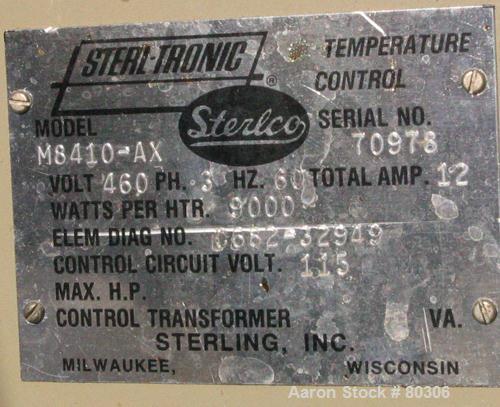 STERL-TRONIC ®
TEMPERATURE
CONTROL
Sterlco
MODEL
SERIAL NO.
M8410-AX
70978
VOLT 460 PH. 3 HZ. 60 TOTAL AMP. 12
WATTS PER HTR. 9000
ELEM DIAG NO.
CONTROL CIRCUIT VOLT. 115
MAX. H.P.
CONTROL TRANSFORMER VA.
STERLING, INC.
MILWAUKEE, WISCONSIN
Aaron Stock # 80306